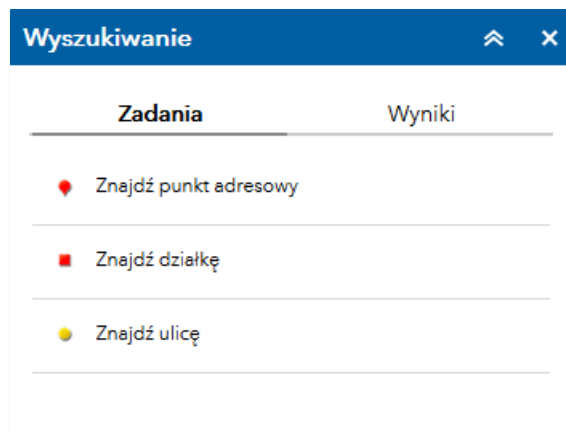 Wyszukiwanie
Zadania Wyniki
Znajdź punkt adresowy
Znajdź działkę
Znajdź ulicę